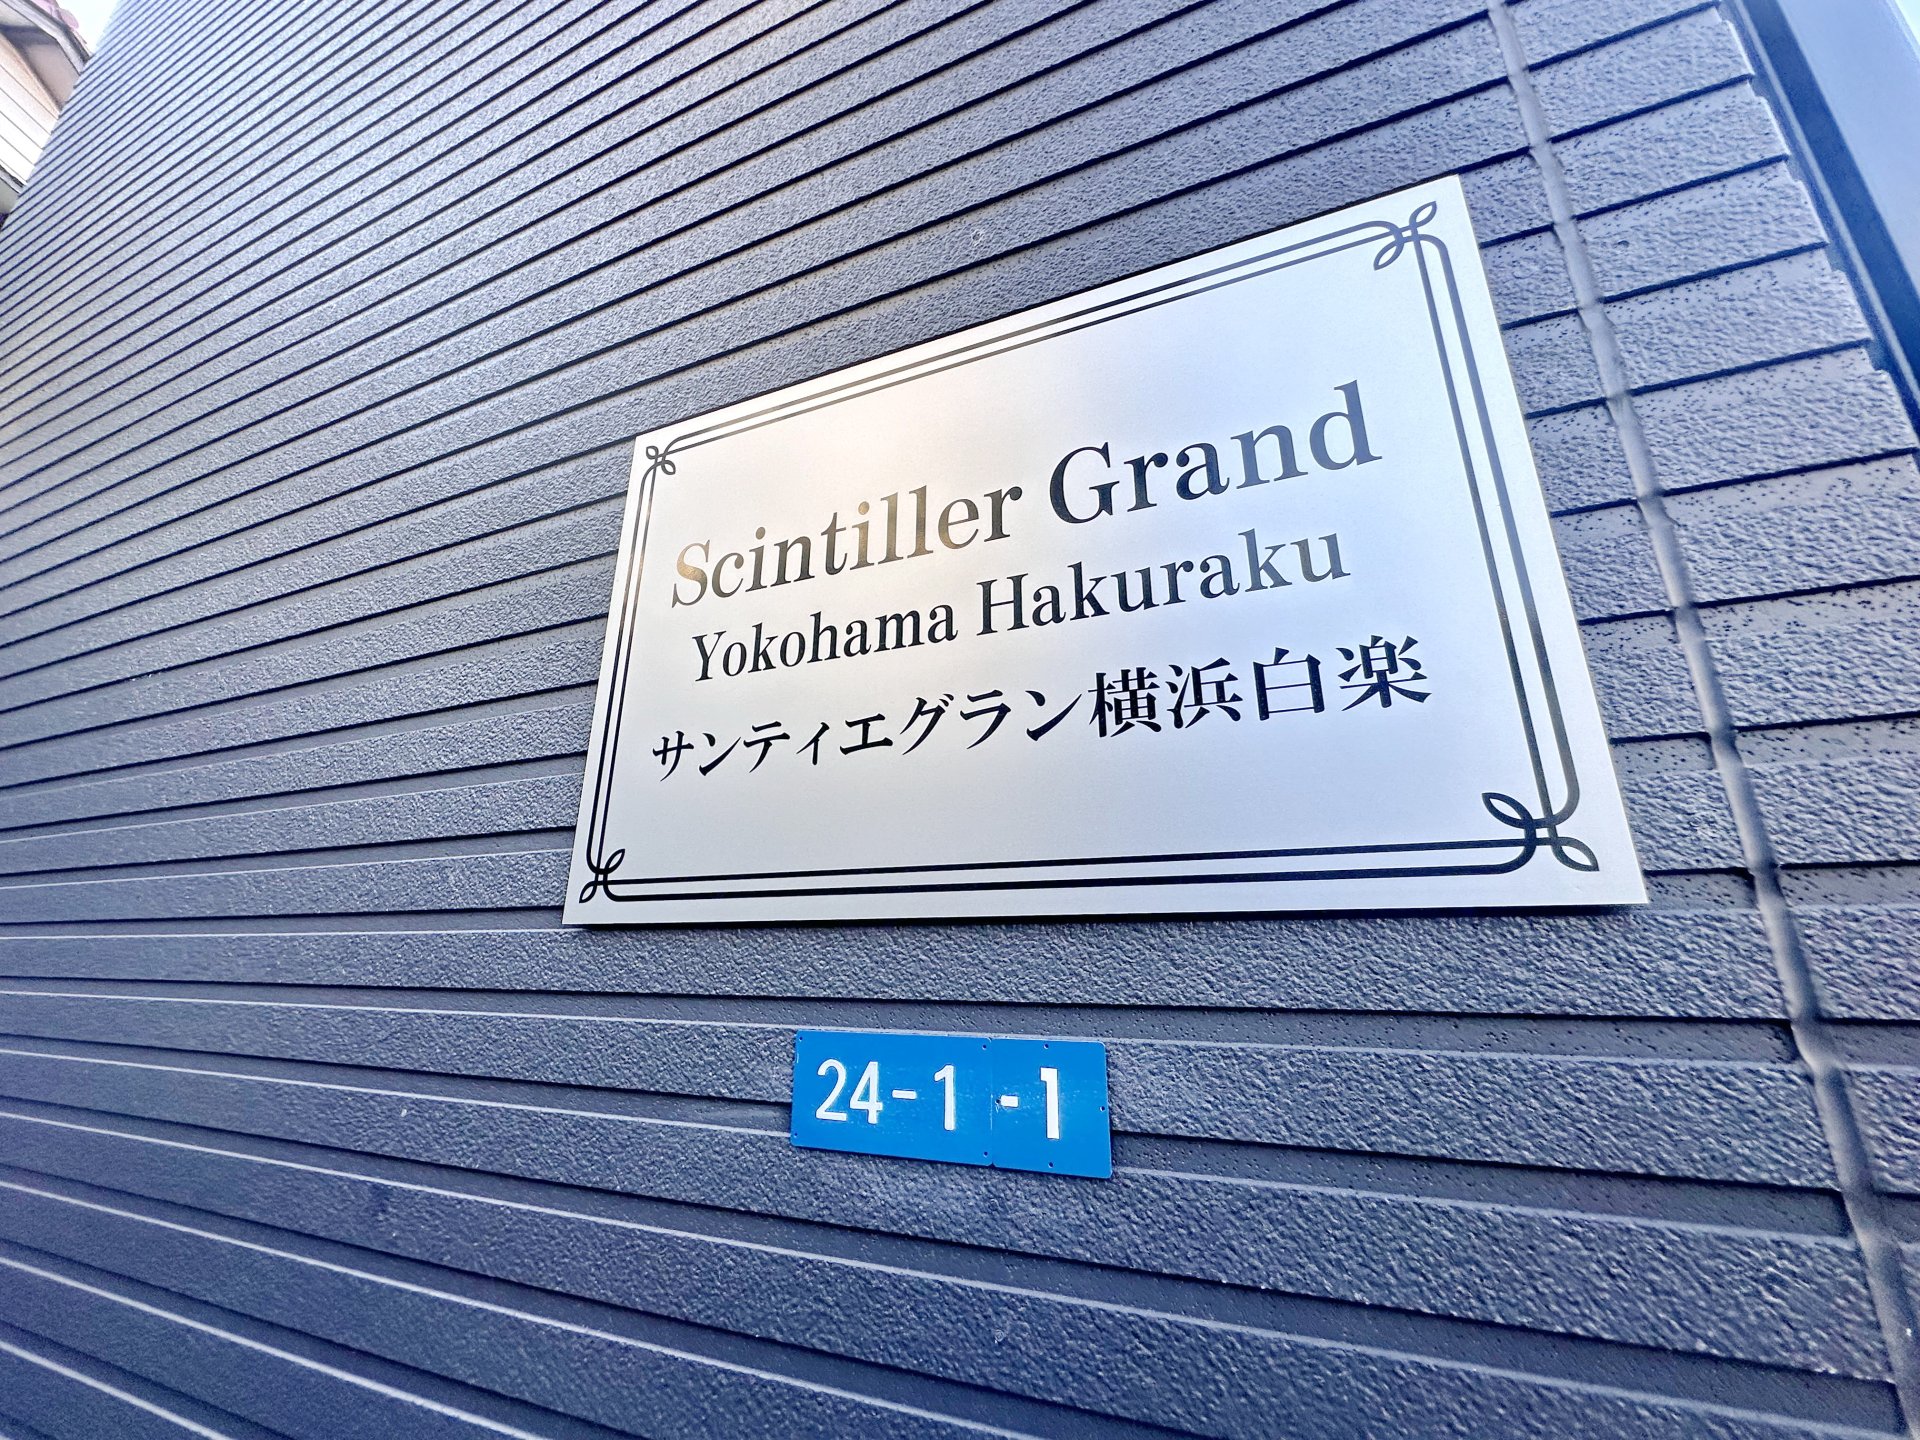 Scintiller Grand
Yokohama Hakuraku
サンティエグラン横浜白楽
24-1-1